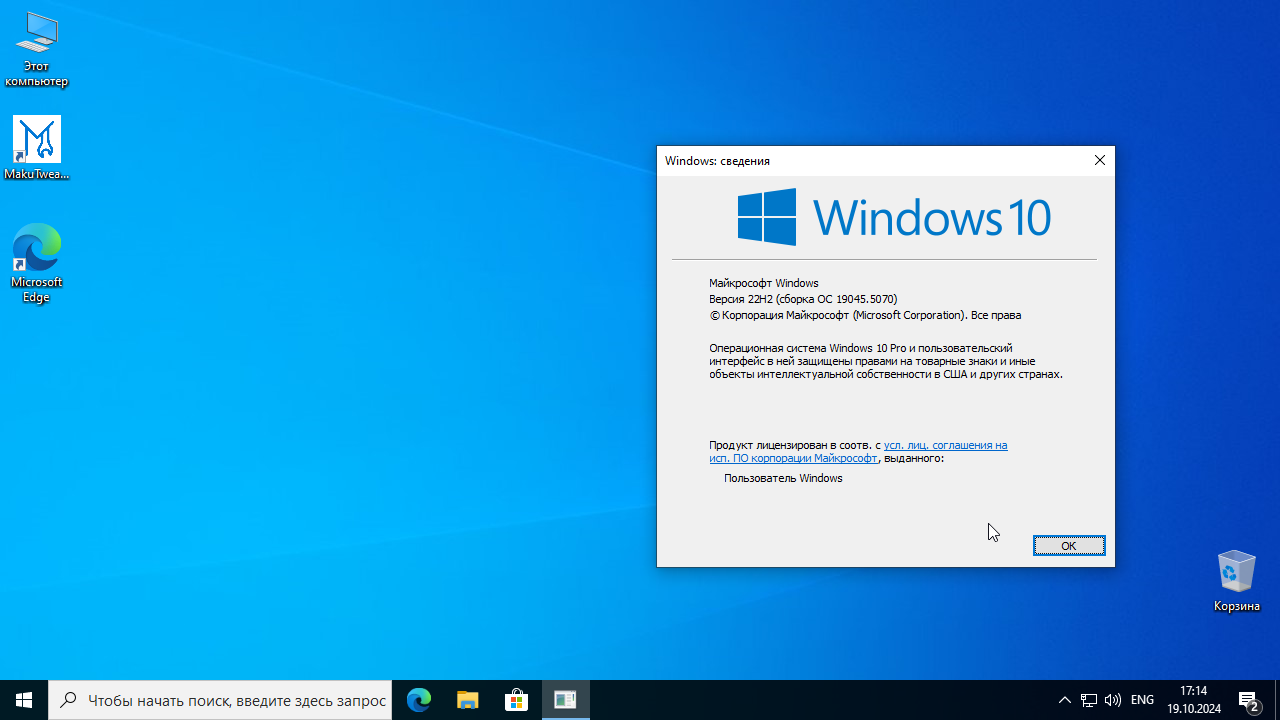 Этот
компьютер
MakuTwea...
Microsoft
Edge
Windows: сведения
Windows 10
Майкрософт Windows
Версия 22H2 (сборка ОС 19045.5070)
© Корпорация Майкрософт (Microsoft Corporation). Все права
Операционная система Windows 10 Pro и пользовательский
интерфейс в ней защищены правами на товарные знаки и иные
объекты интеллектуальной собственности в США и других странах.
Продукт лицензирован в соотв. с усл. лиц. соглашения на
исп. ПО корпорации Майкрософт, выданного:
Пользователь Windows
ОК
Корзина
Чтобы начать поиск, введите здесь запрос
ENG
17:14
19.10.2024
2